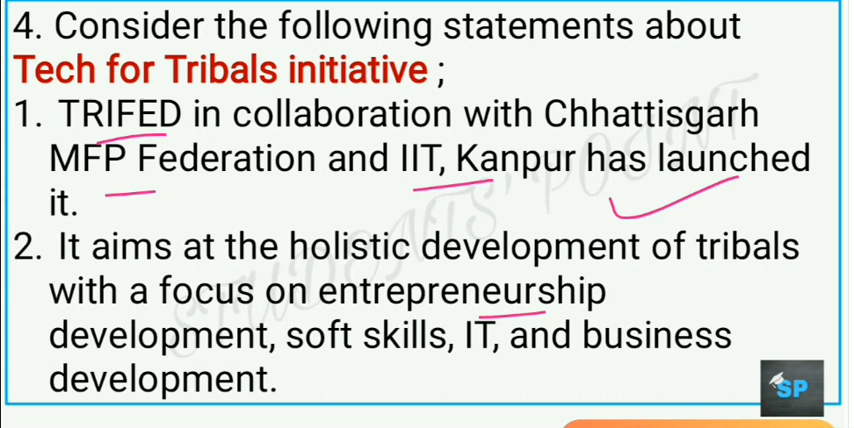 4. Consider the following statements about
Tech for Tribals initiative ;
1. TRIFED in collaboration with Chhattisgarh
MFP Federation and IIT, Kanpur has launched
it.
2. It aims at the holistic development of tribals
with a focus on entrepreneurship
development, soft skills, IT, and business
development.
STUDENTS' POINT
SP